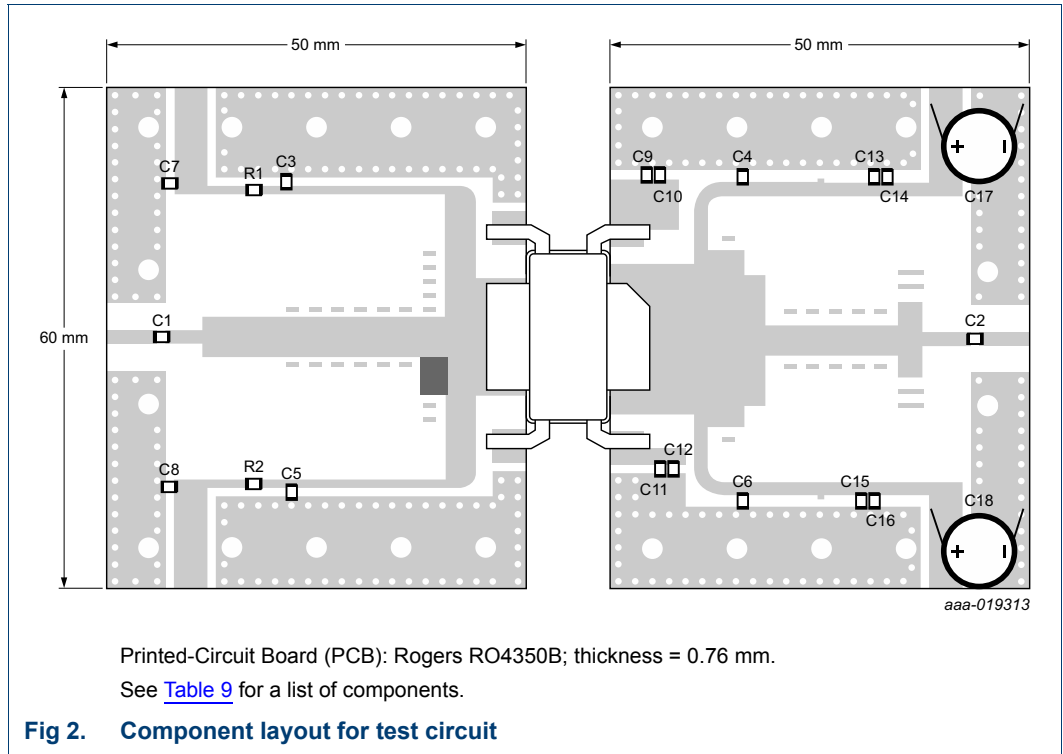 50 mm
50 mm
60 mm
C7
R1
C3
C9
C10
C4
C13
C14
+
C17
C1
C2
C8
R2
C5
C12
C11
C6
C15
C16
C18
+
aaa-019313
Printed-Circuit Board (PCB): Rogers RO4350B; thickness = 0.76 mm.
See Table 9 for a list of components.
Fig 2. Component layout for test circuit